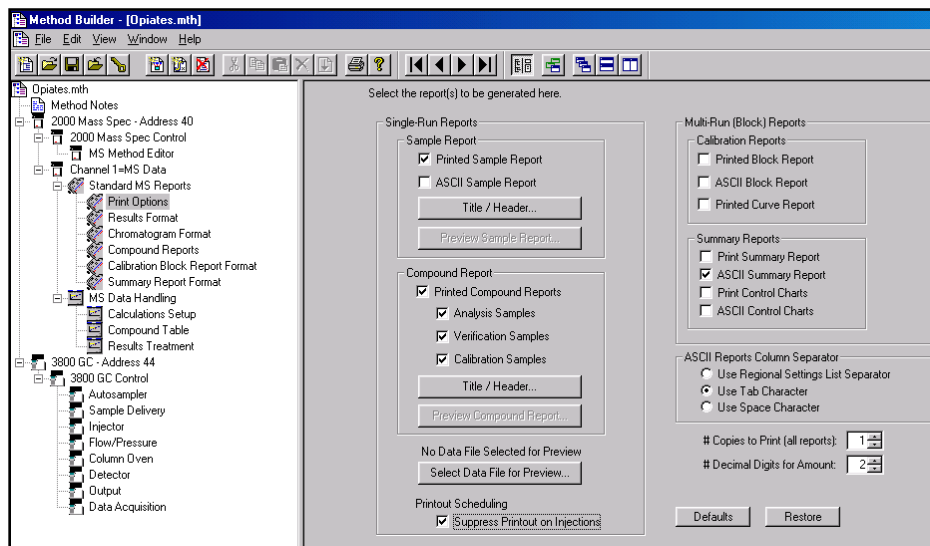 Method Builder - [Opiates.mth]
File Edit View Window Help
Opiates.mth
Method Notes
2000 Mass Spec - Address 40
2000 Mass Spec Control
MS Method Editor
Channel 1=MS Data
Standard MS Reports
Print Options
Results Format
Chromatogram Format
Compound Reports
Calibration Block Report Format
Summary Report Format
MS Data Handling
Calculations Setup
Compound Table
Results Treatment
3800 GC - Address 44
3800 GC Control
Autosampler
Sample Delivery
Injector
Flow/Pressure
Column Oven
Detector
Output
Data Acquisition
Select the report(s) to be generated here.
Single-Run Reports
Sample Report
Printed Sample Report
ASCII Sample Report
Title / Header...
Preview Sample Report...
Compound Report
Printed Compound Reports
Analysis Samples
Verification Samples
Calibration Samples
Title / Header...
Preview Compound Report...
No Data File Selected for Preview
Select Data File for Preview...
Printout Scheduling
Suppress Printout on Injections
Multi-Run (Block) Reports
Calibration Reports
Printed Block Report
ASCII Block Report
Printed Curve Report
Summary Reports
Print Summary Report
ASCII Summary Report
Print Control Charts
ASCII Control Charts
ASCII Reports Column Separator
Use Regional Settings List Separator
Use Tab Character
Use Space Character
# Copies to Print (all reports): 1
# Decimal Digits for Amount: 2
Defaults Restore